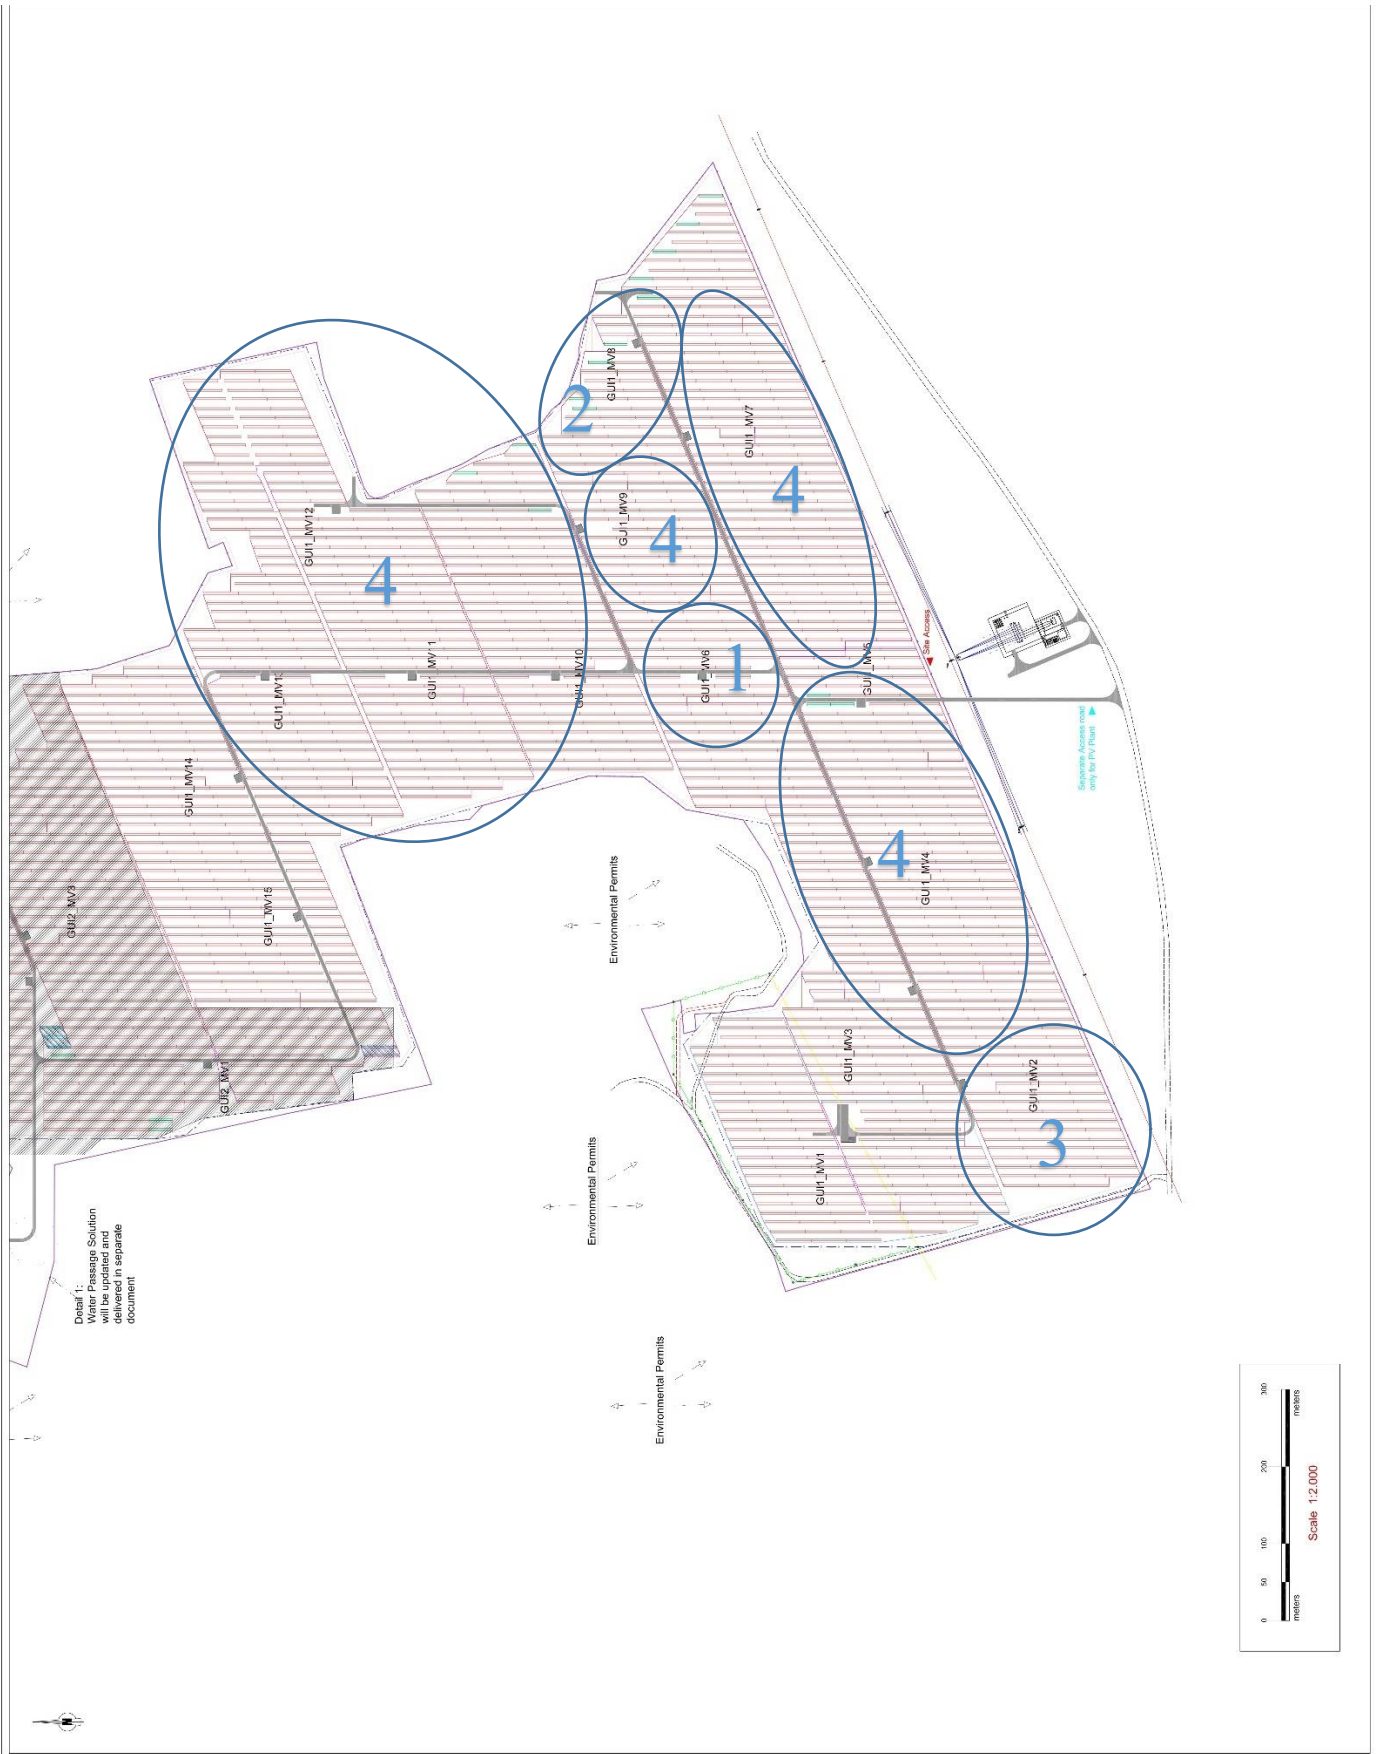 GUI1_MV8
2
GUI1_MV7
4
GUI1_MV9
4
GUI1_MV12
4
GUI1_MV6
1
GUI1_MV11
GUI1_MV10
GUI1_MV13
GUI1_MV5
Site Access
Separate Access road
only for PV Plant
GUI1_MV14
GUI1_MV4
4
GUI1_MV15
GUI2_MV3
Environmental Permits
GUI1_MV3
GUI1_MV2
3
GUI2_MV1
GUI1_MV1
Environmental Permits
Detail 1:
Water Passage Solution
will be updated and
delivered in separate
document
Environmental Permits
0 50 100 200 300
meters meters
Scale 1:2.000
N